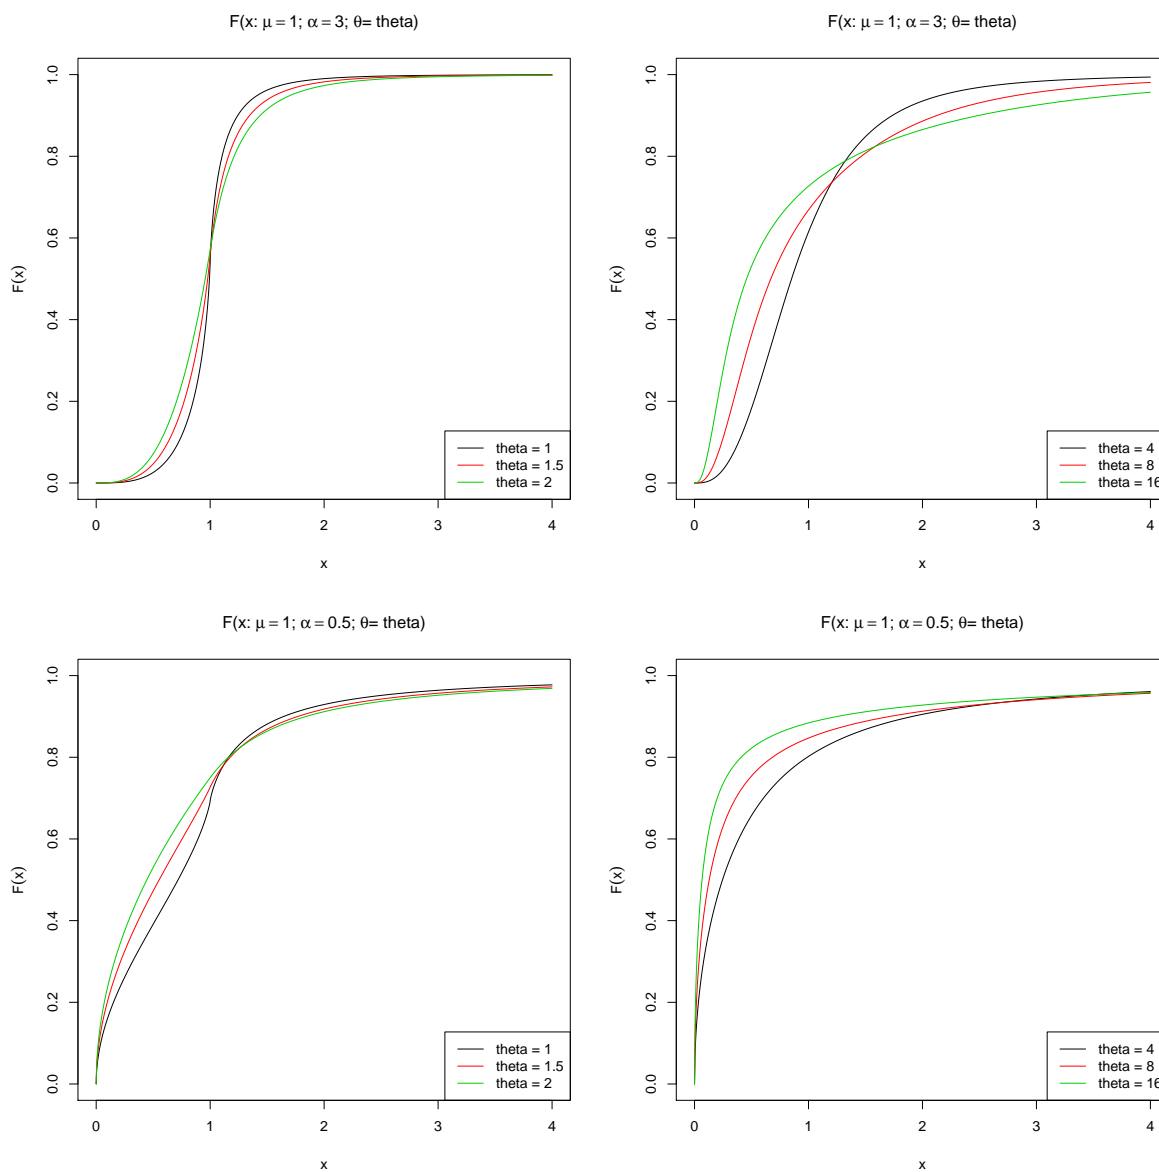 F(x: μ = 1; α = 3; θ= theta)
F(x)
1.0
0.8
0.6
0.4
0.2
0.0
theta = 1
theta = 1.5
theta = 2
0 1 2 3 4
x
F(x: μ = 1; α = 3; θ= theta)
F(x)
1.0
0.8
0.6
0.4
0.2
0.0
theta = 4
theta = 8
theta = 16
0 1 2 3 4
x
F(x: μ = 1; α = 0.5; θ= theta)
F(x)
1.0
0.8
0.6
0.4
0.2
0.0
theta = 1
theta = 1.5
theta = 2
0 1 2 3 4
x
F(x: μ = 1; α = 0.5; θ= theta)
F(x)
1.0
0.8
0.6
0.4
0.2
0.0
theta = 4
theta = 8
theta = 16
0 1 2 3 4
x